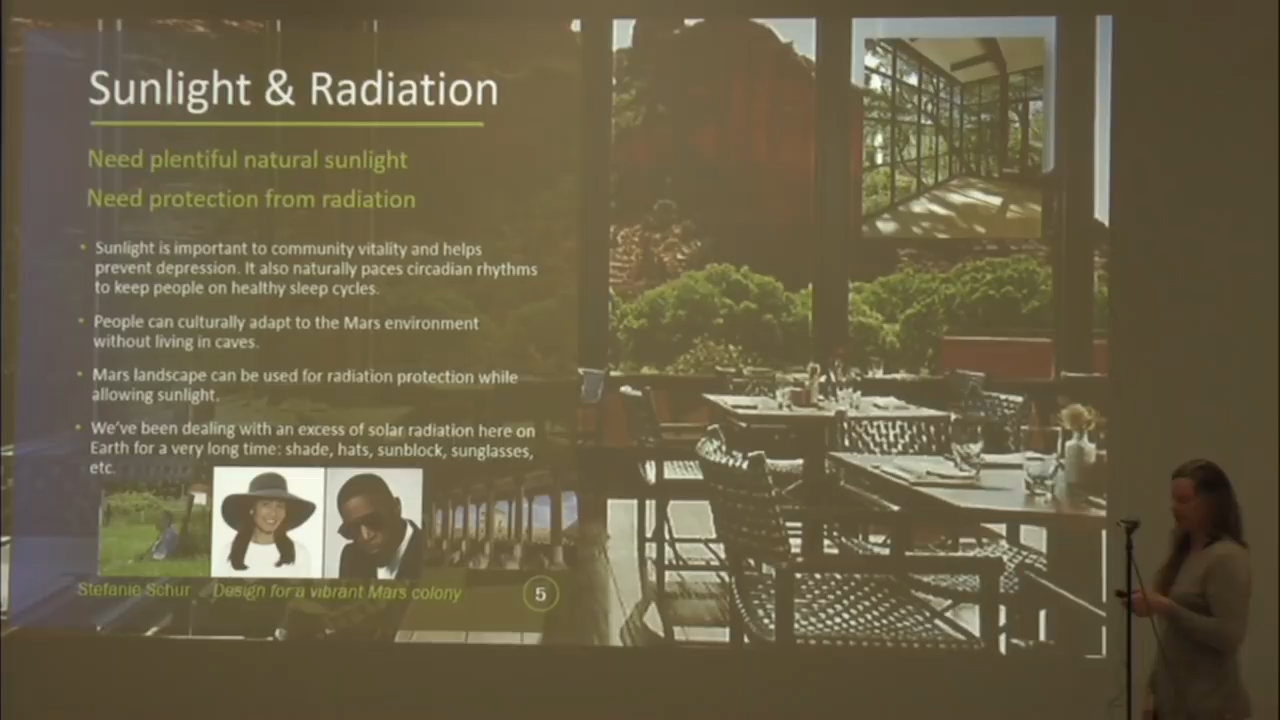 Sunlight & Radiation
Need plentiful natural sunlight
Need protection from radiation
• Sunlight is important to community vitality and helps
prevent depression. It also naturally paces circadian rhythms
to keep people on healthy sleep cycles.
• People can culturally adapt to the Mars environment
without living in caves.
• Mars landscape can be used for radiation protection while
allowing sunlight.
• We've been dealing with an excess of solar radiation here on
Earth for a very long time: shade, hats, sunblock, sunglasses,
etc.
Stefanie Schur Design for a vibrant Mars colony 5